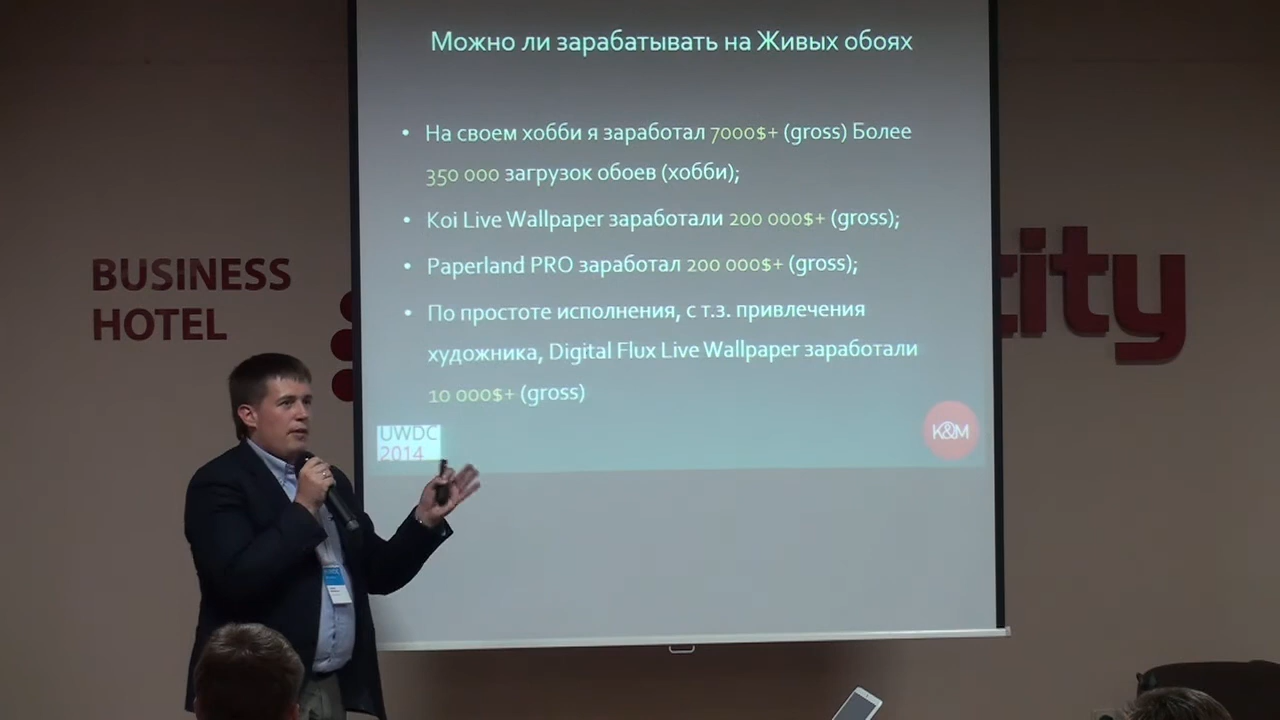 Можно ли зарабатывать на Живых обоях
• На своем хобби я заработал 7000$+ (gross) Более
350 000 загрузок обоев (хобби);
• Koi Live Wallpaper заработали 200 000$+ (gross);
• Paperland PRO заработал 200 000$+ (gross);
• По простоте исполнения, с т.з. привлечения
художника, Digital Flux Live Wallpaper заработали
10 000$+ (gross)
UWDC
2014
K&M
BUSINESS
HOTEL
city